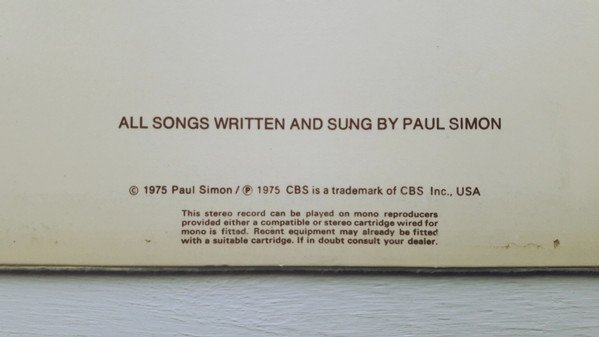 ALL SONGS WRITTEN AND SUNG BY PAUL SIMON
© 1975 Paul Simon / ℗ 1975 CBS is a trademark of CBS Inc., USA
This stereo record can be played on mono reproducers
provided either a compatible or stereo cartridge wired for
mono is fitted. Recent equipment may already be fitted
with a suitable cartridge. If in doubt consult your dealer.